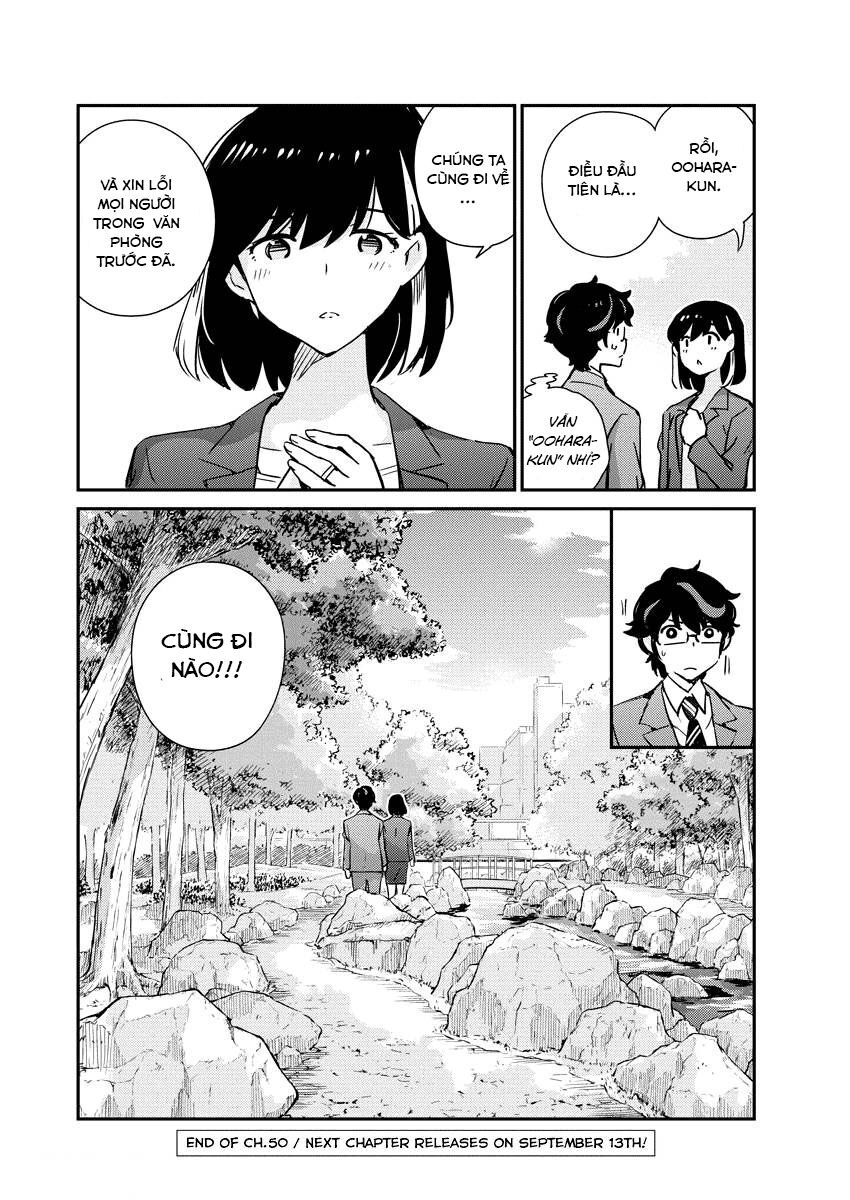 RỒI,
OOHARA-
KUN.
ĐIỀU ĐẦU
TIÊN LÀ...
VẪN
"OOHARA-
KUN" NHỈ?
CHÚNG TA
CÙNG ĐI VỀ
...
VÀ XIN LỖI
MỌI NGƯỜI
TRONG VĂN
PHÒNG
TRƯỚC ĐÃ.
CÙNG ĐI
NÀO!!!
END OF CH.50 / NEXT CHAPTER RELEASES ON SEPTEMBER 13TH!